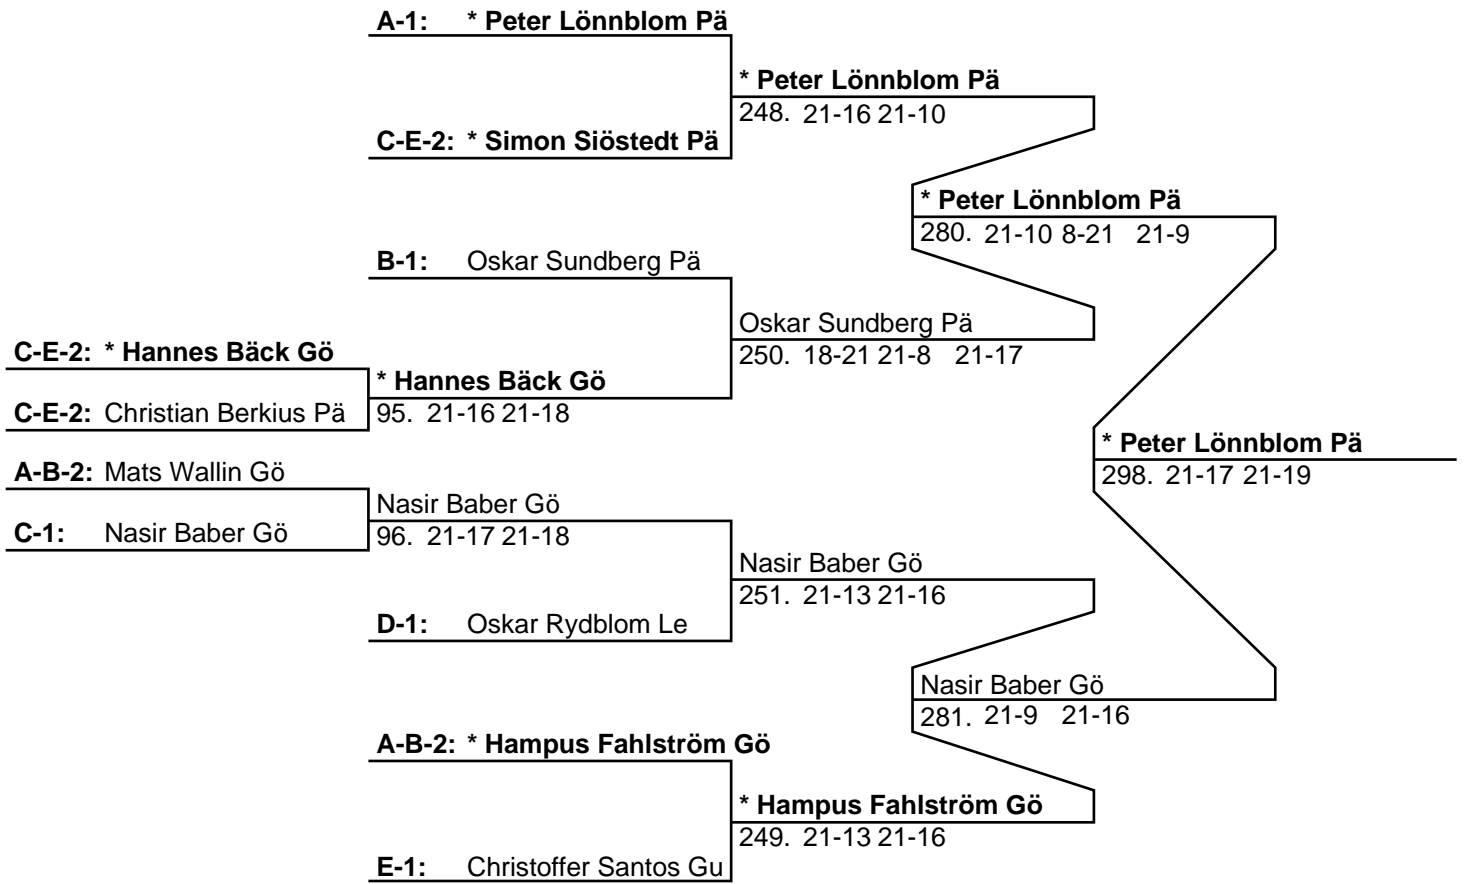 A-1: * Peter Lönnblom Pä
* Peter Lönnblom Pä
248. 21-16 21-10
C-E-2: * Simon Siöstedt Pä
* Peter Lönnblom Pä
280. 21-10 8-21 21-9
B-1: Oskar Sundberg Pä
Oskar Sundberg Pä
250. 18-21 21-8 21-17
C-E-2: * Hannes Bäck Gö
* Hannes Bäck Gö
95. 21-16 21-18
C-E-2: Christian Berkius Pä
* Peter Lönnblom Pä
298. 21-17 21-19
A-B-2: Mats Wallin Gö
Nasir Baber Gö
96. 21-17 21-18
C-1: Nasir Baber Gö
Nasir Baber Gö
251. 21-13 21-16
D-1: Oskar Rydblom Le
Nasir Baber Gö
281. 21-9 21-16
A-B-2: * Hampus Fahlström Gö
* Hampus Fahlström Gö
249. 21-13 21-16
E-1: Christoffer Santos Gu